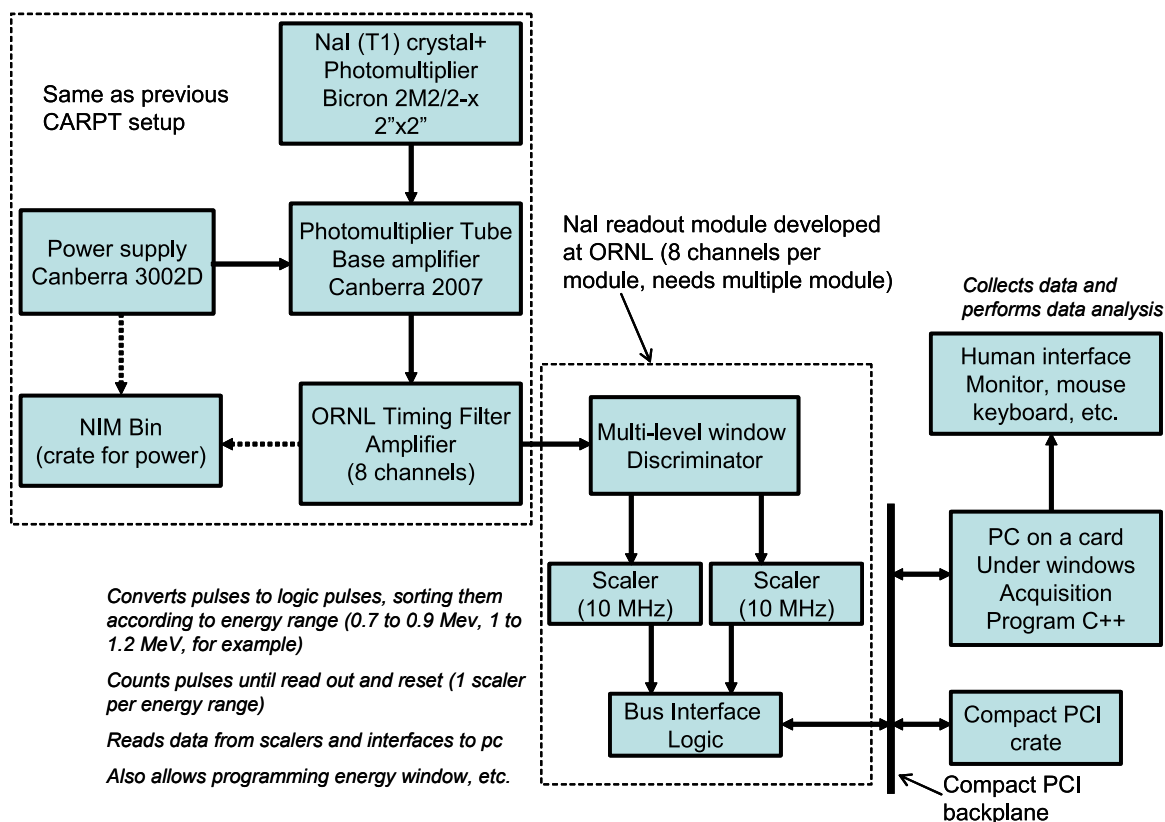 NaI (T1) crystal+
Photomultiplier
Bicron 2M2/2-x
2”x2”
Same as previous
CARPT setup
Power supply
Canberra 3002D
Photomultiplier Tube
Base amplifier
Canberra 2007
NIM Bin
(crate for power)
ORNL Timing Filter
Amplifier
(8 channels)
NaI readout module developed
at ORNL (8 channels per
module, needs multiple module)
Multi-level window
Discriminator
Scaler
(10 MHz)
Scaler
(10 MHz)
Bus Interface
Logic
Collects data and
performs data analysis
Human interface
Monitor, mouse
keyboard, etc.
PC on a card
Under windows
Acquisition
Program C++
Compact PCI
crate
Compact PCI
backplane
Converts pulses to logic pulses, sorting them
according to energy range (0.7 to 0.9 Mev, 1 to
1.2 MeV, for example)
Counts pulses until read out and reset (1 scaler
per energy range)
Reads data from scalers and interfaces to pc
Also allows programming energy window, etc.